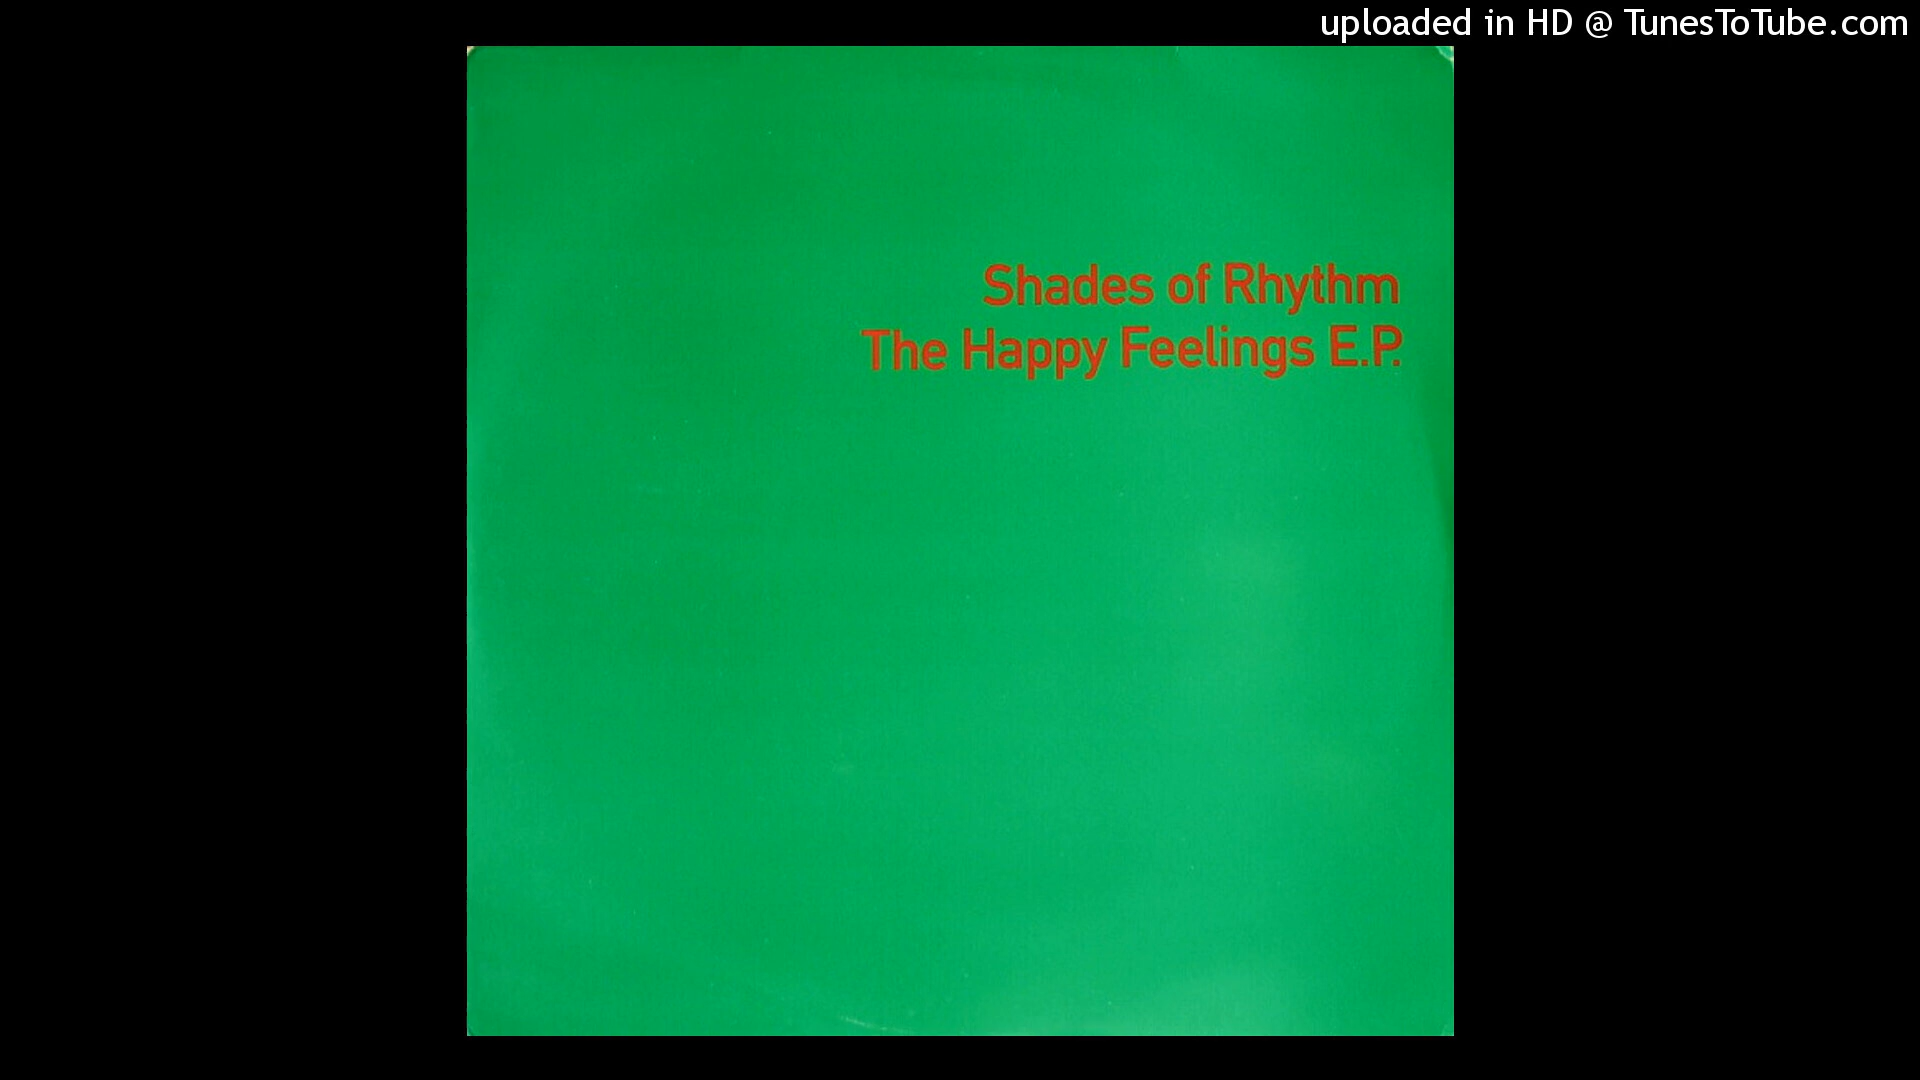 uploaded in HD @ TunesToTube.com
Shades of Rhythm
The Happy Feelings E.P.